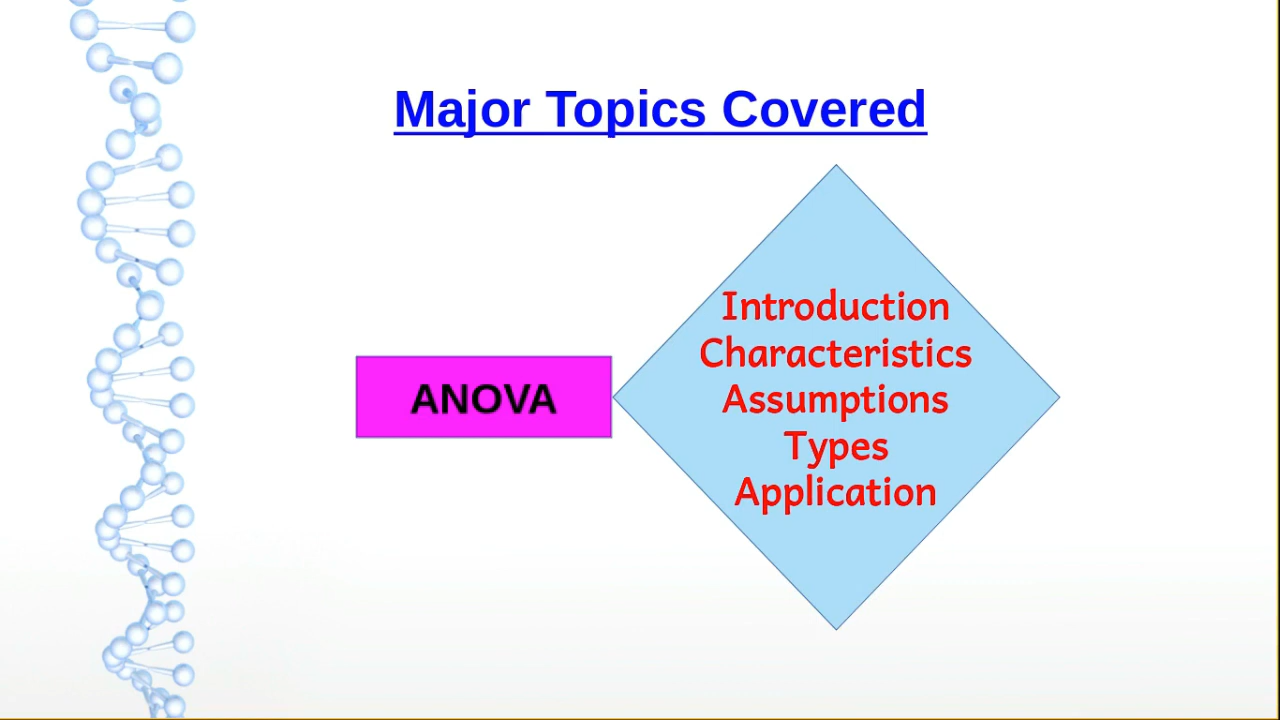 Major Topics Covered
ANOVA
Introduction
Characteristics
Assumptions
Types
Application